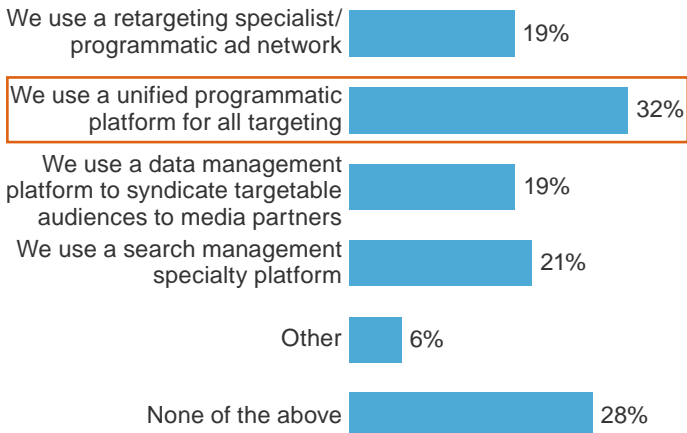 We use a retargeting specialist/
programmatic ad network
19%
We use a unified programmatic
platform for all targeting
32%
We use a data management
platform to syndicate targetable
audiences to media partners
19%
We use a search management
specialty platform
21%
Other
6%
None of the above
28%